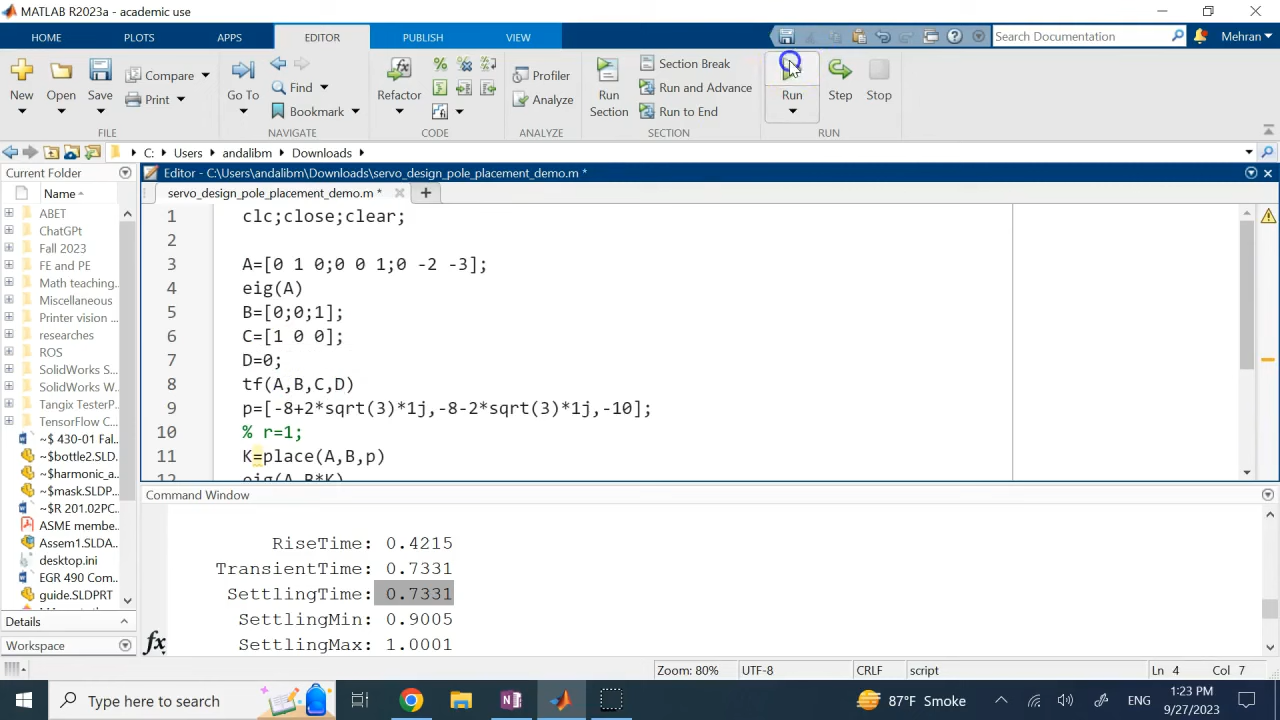 MATLAB R2023a - academic use
HOME PLOTS APPS EDITOR PUBLISH VIEW Search Documentation Mehran
New Open Save Compare Print Go To Find Bookmark Refactor Profiler Analyze Run Section Section Break Run and Advance Run to End Run Step Stop
FILE NAVIGATE CODE ANALYZE SECTION RUN
C: Users andalibm Downloads
Current Folder
Name
ABET
ChatGPt
Fall 2023
FE and PE
Math teaching...
Miscellaneous
Printer vision ...
researches
ROS
SolidWorks S...
SolidWorks W...
Tangix TesterP...
TensorFlow C...
~$ 430-01 Fal...
~$bottle2.SLD...
~$harmonic_a...
~$mask.SLDP...
~$R 201.02PC...
ASME membe...
Assem1.SLDA...
desktop.ini
EGR 490 Com...
guide.SLDPRT
Details
Workspace
Editor - C:\Users\andalibm\Downloads\servo_design_pole_placement_demo.m *
servo_design_pole_placement_demo.m *
1 clc;close;clear;
2
3 A=[0 1 0;0 0 1;0 -2 -3];
4 eig(A)
5 B=[0;0;1];
6 C=[1 0 0];
7 D=0;
8 tf(A,B,C,D)
9 p=[-8+2*sqrt(3)*1j,-8-2*sqrt(3)*1j,-10];
10 % r=1;
11 K=place(A,B,p)
12 eig(A-B*K)
Command Window
RiseTime: 0.4215
TransientTime: 0.7331
SettlingTime: 0.7331
SettlingMin: 0.9005
SettlingMax: 1.0001
fx
Zoom: 80% UTF-8 CRLF script Ln 4 Col 7
Type here to search 87°F Smoke ENG 1:23 PM
9/27/2023